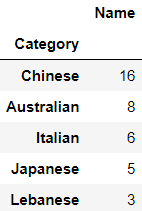 Name
Category
Chinese 16
Australian 8
Italian 6
Japanese 5
Lebanese 3